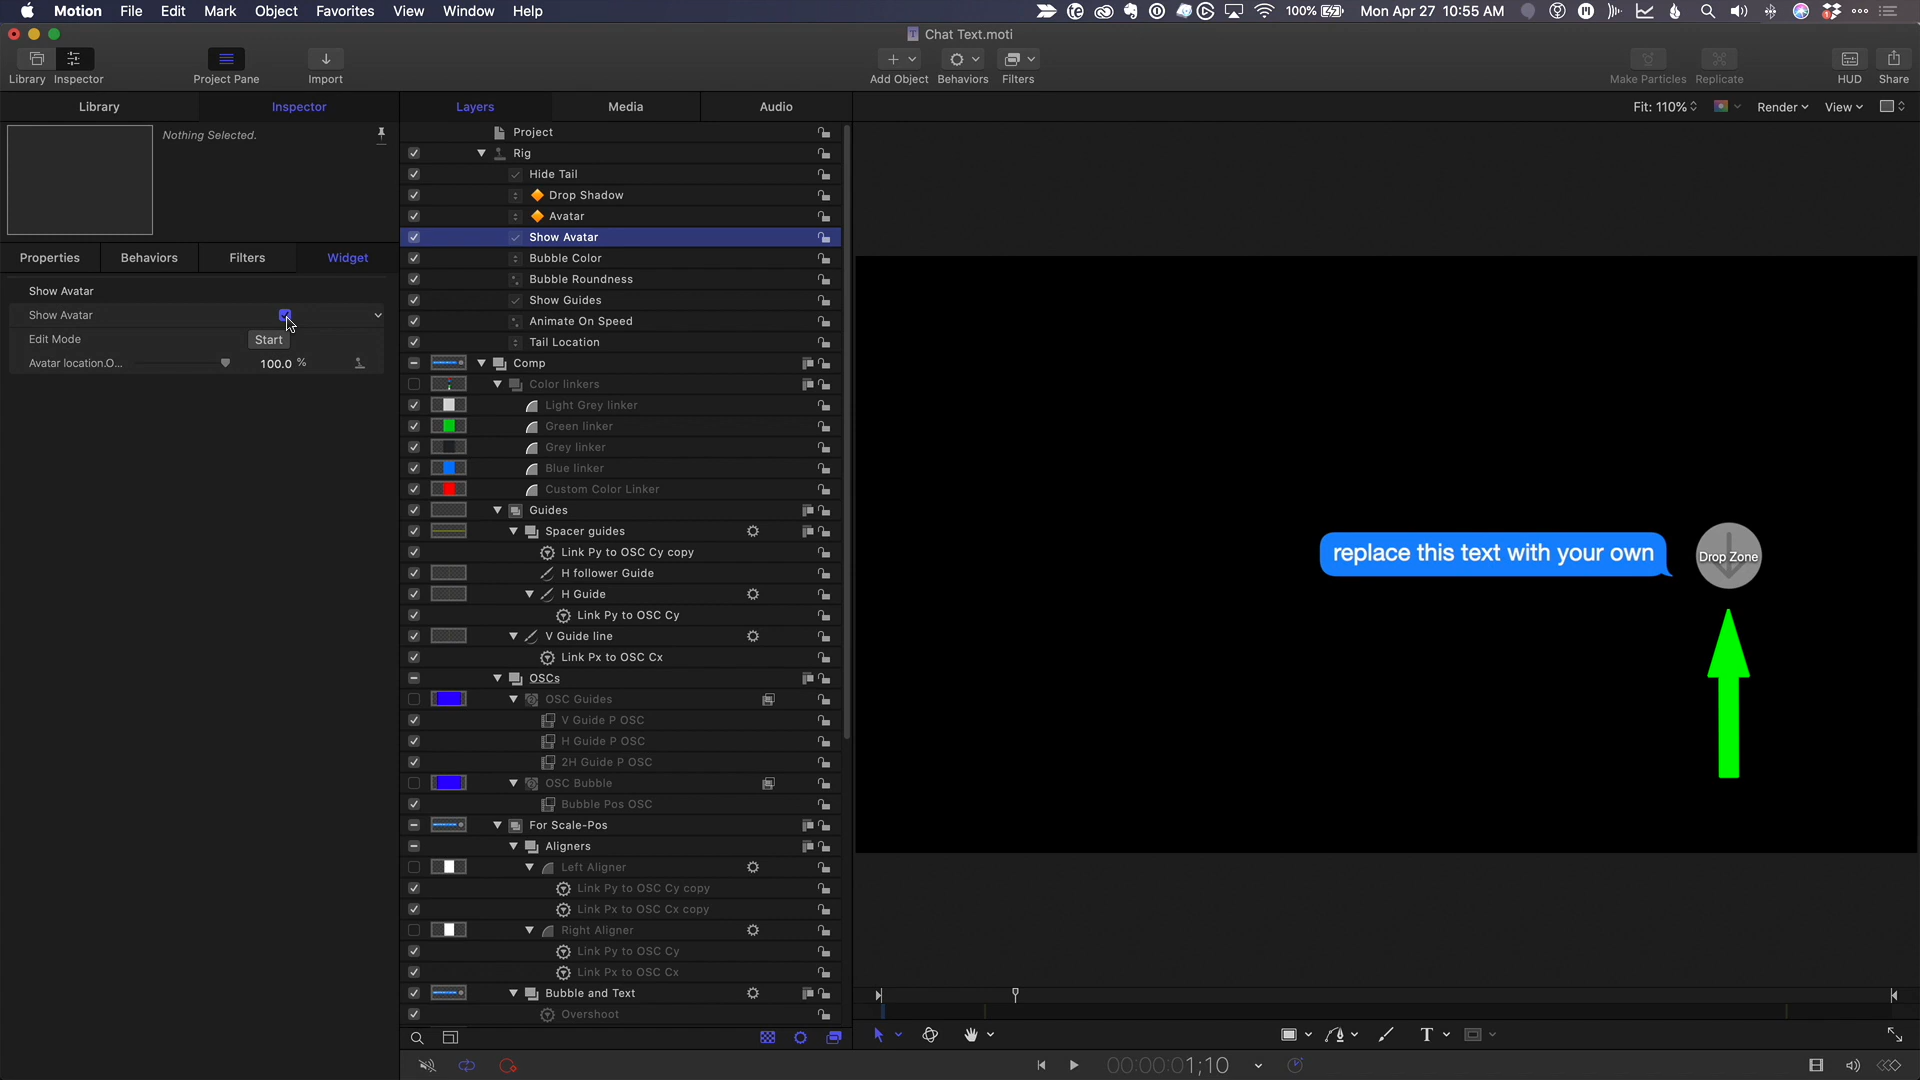 Motion File Edit Mark Object Favorites View Window Help 100% Mon Apr 27 10:55 AM
Chat Text.moti
Library Inspector Project Pane Import Add Object Behaviors Filters Make Particles Replicate HUD Share
Library Inspector Layers Media Audio Fit: 110% Render View
Nothing Selected.
Properties Behaviors Filters Widget
Show Avatar
Show Avatar
Edit Mode Start
Avatar location.O... 100.0 %
Project
Rig
Hide Tail
Drop Shadow
Avatar
Show Avatar
Bubble Color
Bubble Roundness
Show Guides
Animate On Speed
Tail Location
Comp
Color linkers
Light Grey linker
Green linker
Grey linker
Blue linker
Custom Color Linker
Guides
Spacer guides
Link Py to OSC Cy copy
H follower Guide
H Guide
Link Py to OSC Cy
V Guide line
Link Px to OSC Cx
OSCs
OSC Guides
V Guide P OSC
H Guide P OSC
2H Guide P OSC
OSC Bubble
Bubble Pos OSC
For Scale-Pos
Aligners
Left Aligner
Link Py to OSC Cy copy
Link Px to OSC Cx copy
Right Aligner
Link Py to OSC Cy
Link Px to OSC Cx
Bubble and Text
Overshoot
replace this text with your own
Drop Zone
T
00:00:01;10